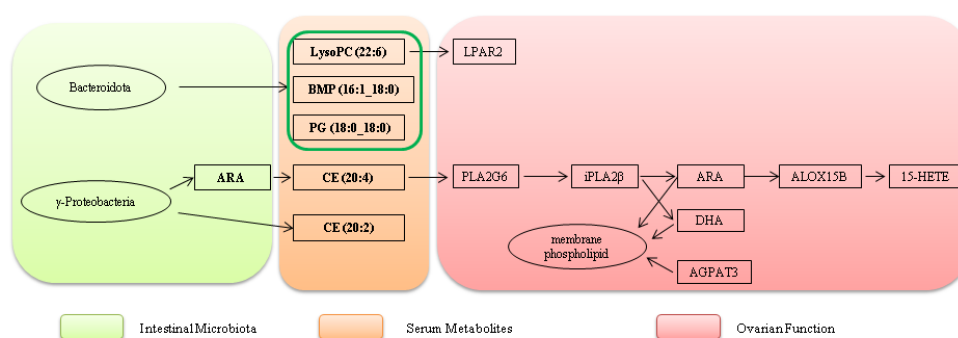 LysoPC (22:6)
LPAR2
Bacteroidota
BMP (16:1_18:0)
PG (18:0_18:0)
ARA
CE (20:4)
PLA2G6
iPLA2β
ARA
ALOX15B
15-HETE
γ-Proteobacteria
CE (20:2)
DHA
membrane
phospholipid
AGPAT3
Intestinal Microbiota
Serum Metabolites
Ovarian Function